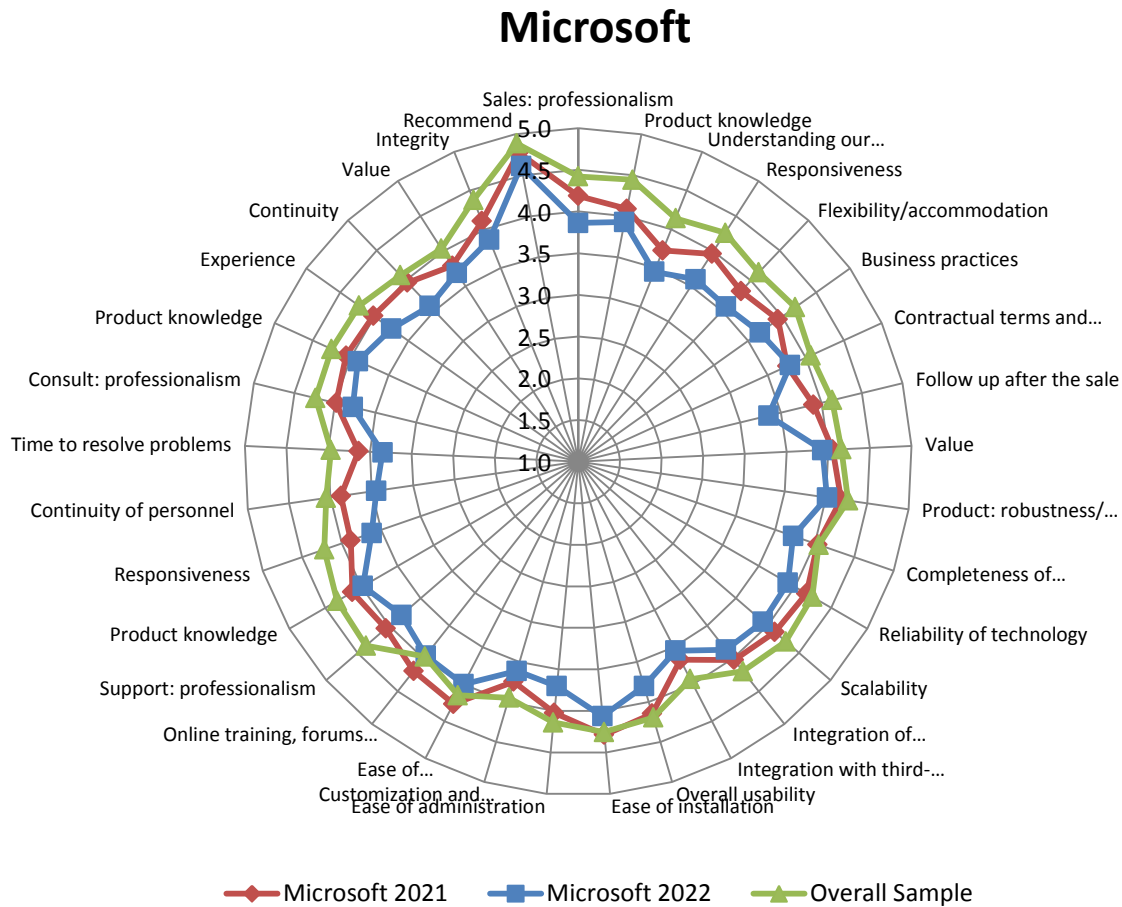 Microsoft
Sales: professionalism
Product knowledge
Understanding our...
Responsiveness
Flexibility/accommodation
Business practices
Contractual terms and...
Follow up after the sale
Value
Product: robustness/...
Completeness of...
Reliability of technology
Scalability
Integration of...
Integration with third-...
Overall usability
Ease of installation
Ease of administration
Customization and...
Ease of...
Online training, forums...
Support: professionalism
Product knowledge
Responsiveness
Continuity of personnel
Time to resolve problems
Consult: professionalism
Product knowledge
Experience
Continuity
Value
Integrity
Recommend
5.0
4.5
4.0
3.5
3.0
2.5
2.0
1.5
1.0
Microsoft 2021
Microsoft 2022
Overall Sample